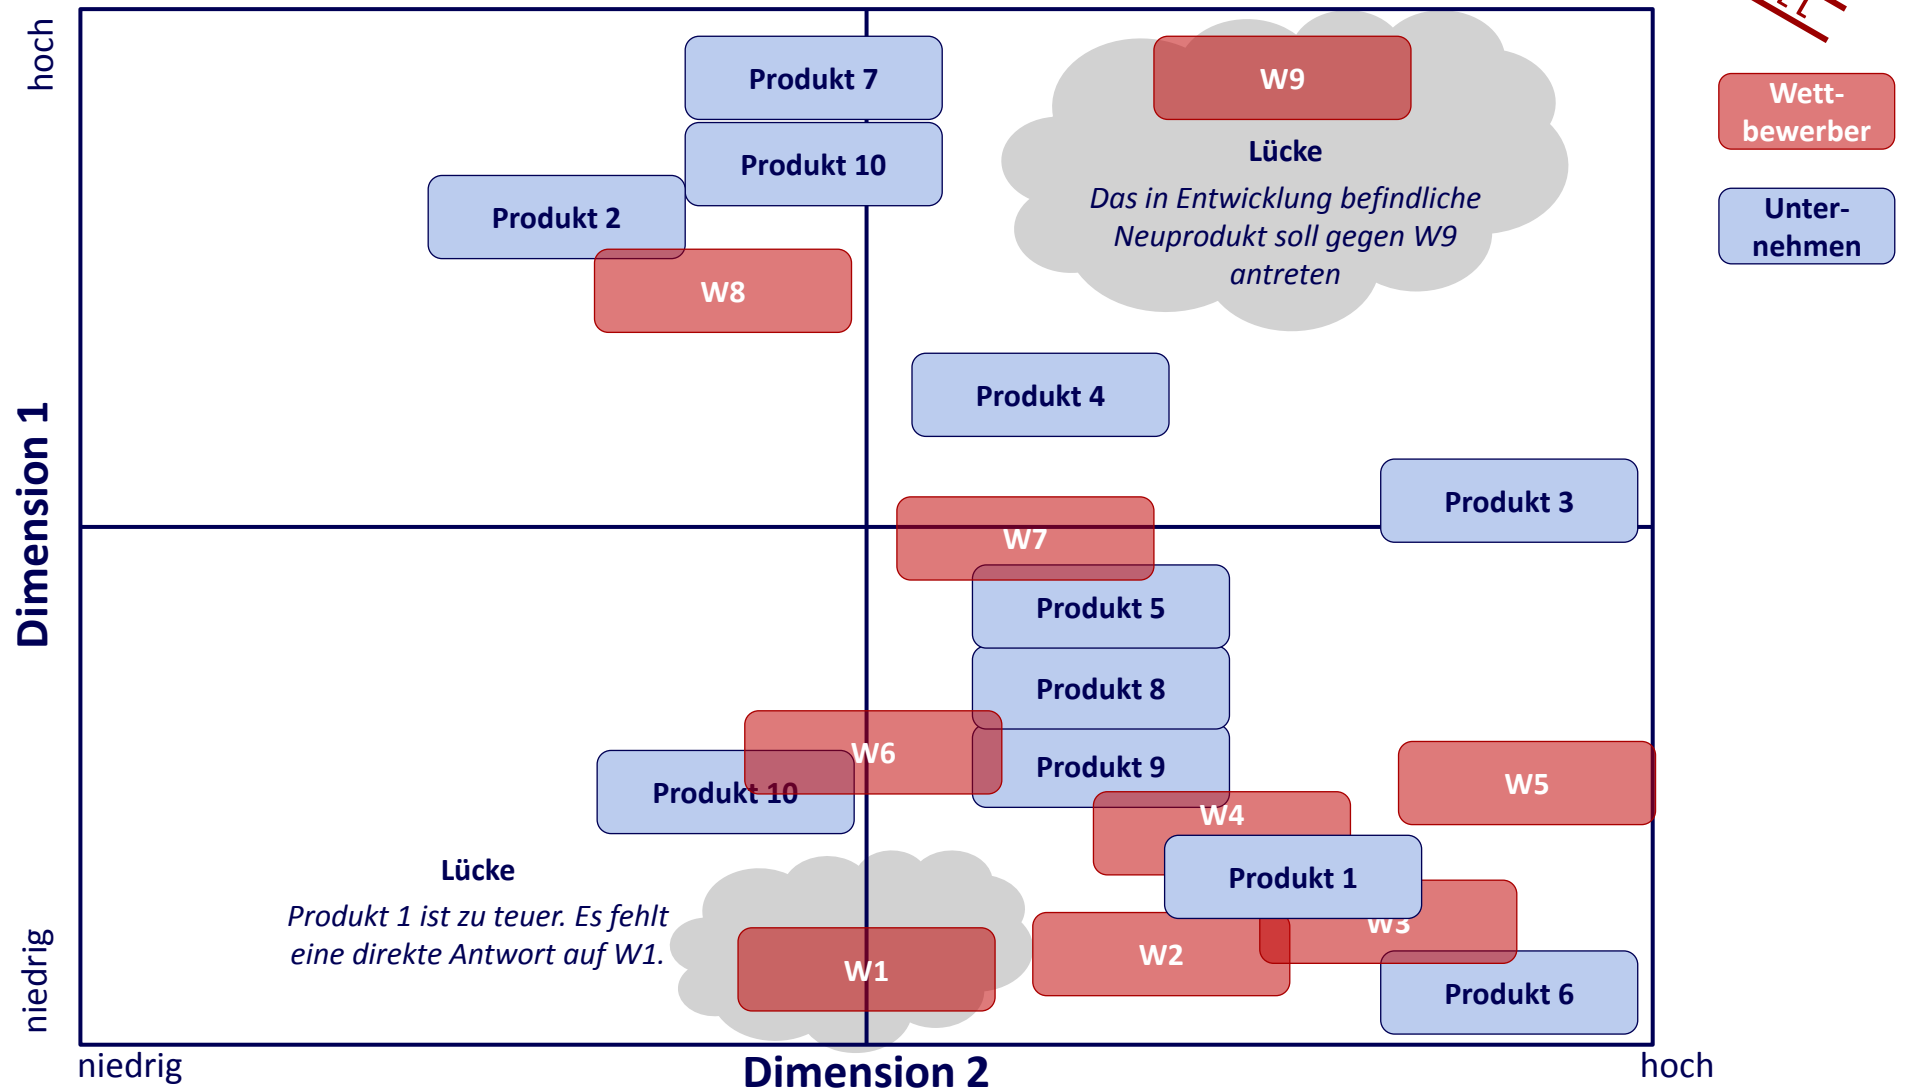 hoch
Produkt 7
W9
Wett-
bewerber
Produkt 10
Lücke
Das in Entwicklung befindliche
Neuprodukt soll gegen W9
antreten
Produkt 2
Unter-
nehmen
W8
Produkt 4
Dimension 1
Produkt 3
W7
Produkt 5
Produkt 8
W6
Produkt 9
Produkt 10
W5
W4
Lücke
Produkt 1 ist zu teuer. Es fehlt
eine direkte Antwort auf W1.
Produkt 1
W3
W2
W1
Produkt 6
niedrig
niedrig
Dimension 2
hoch